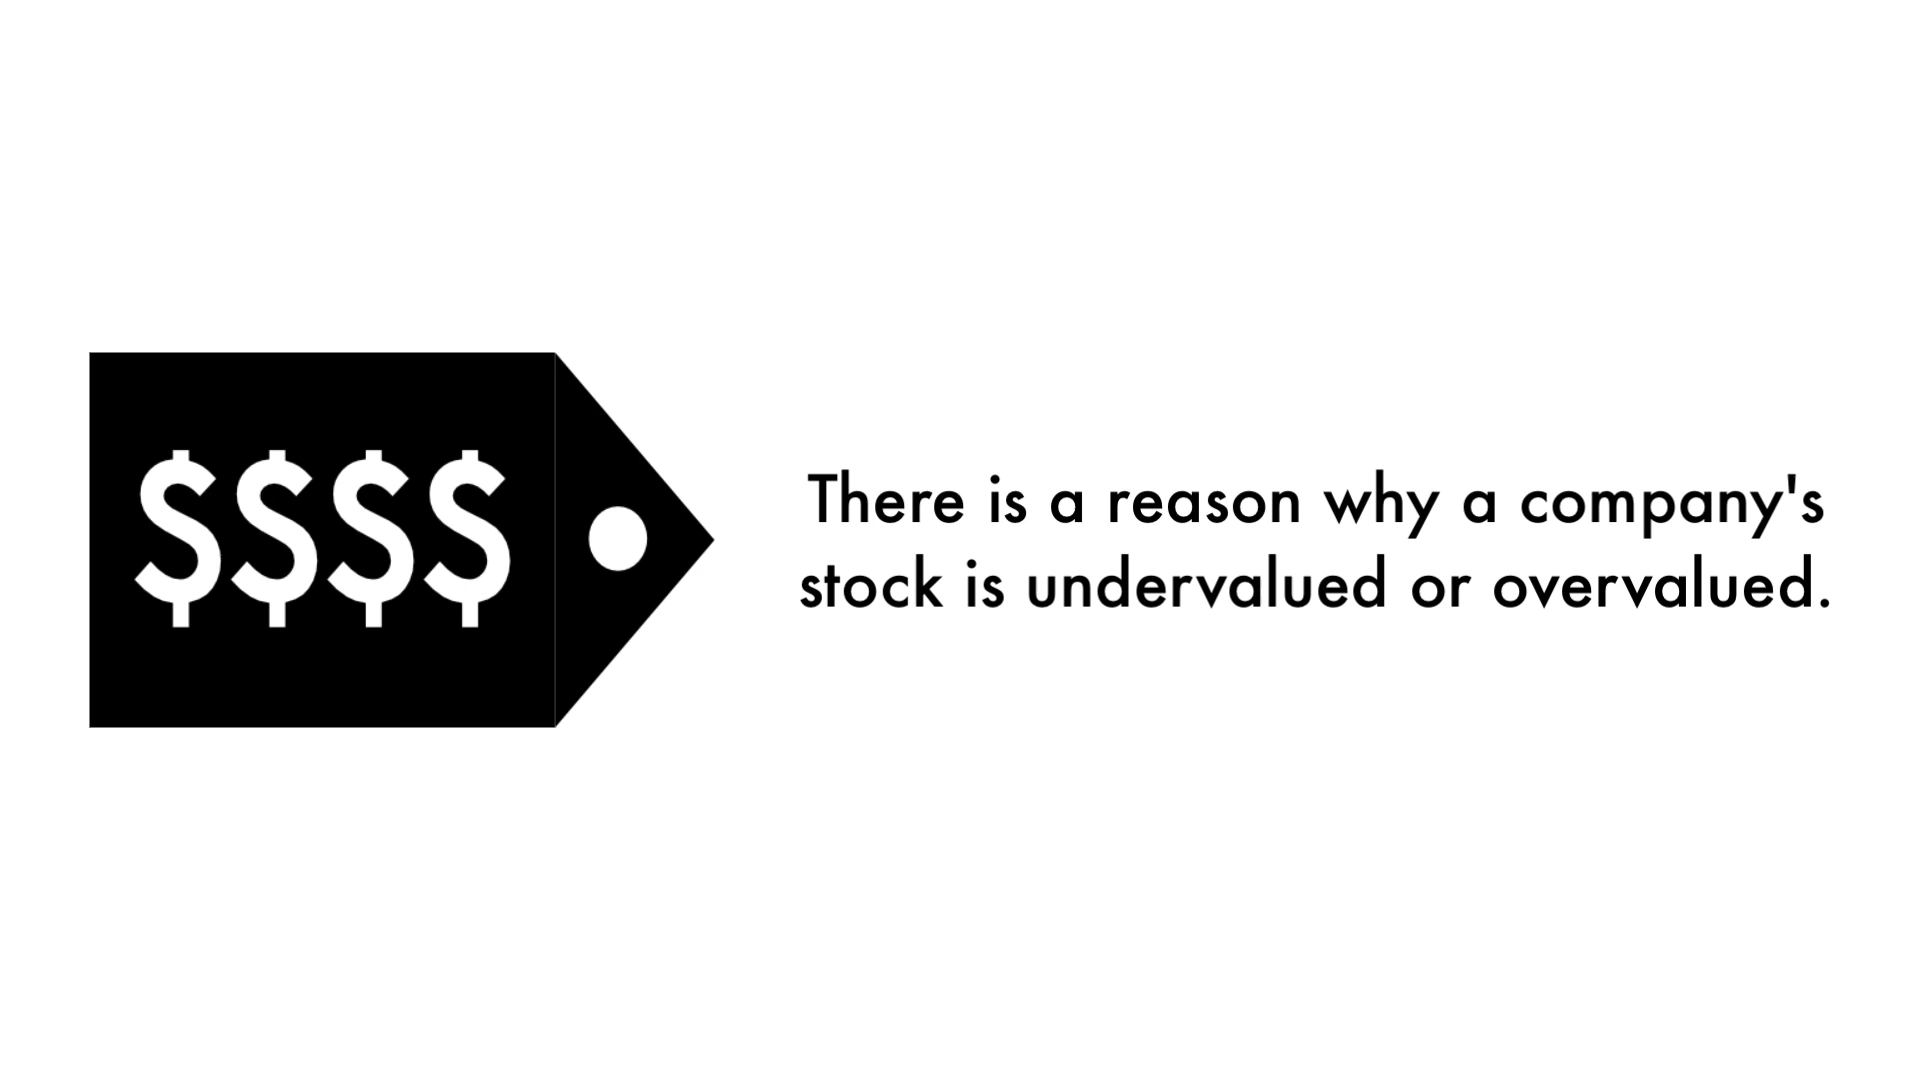 $$$$
There is a reason why a company's
stock is undervalued or overvalued.